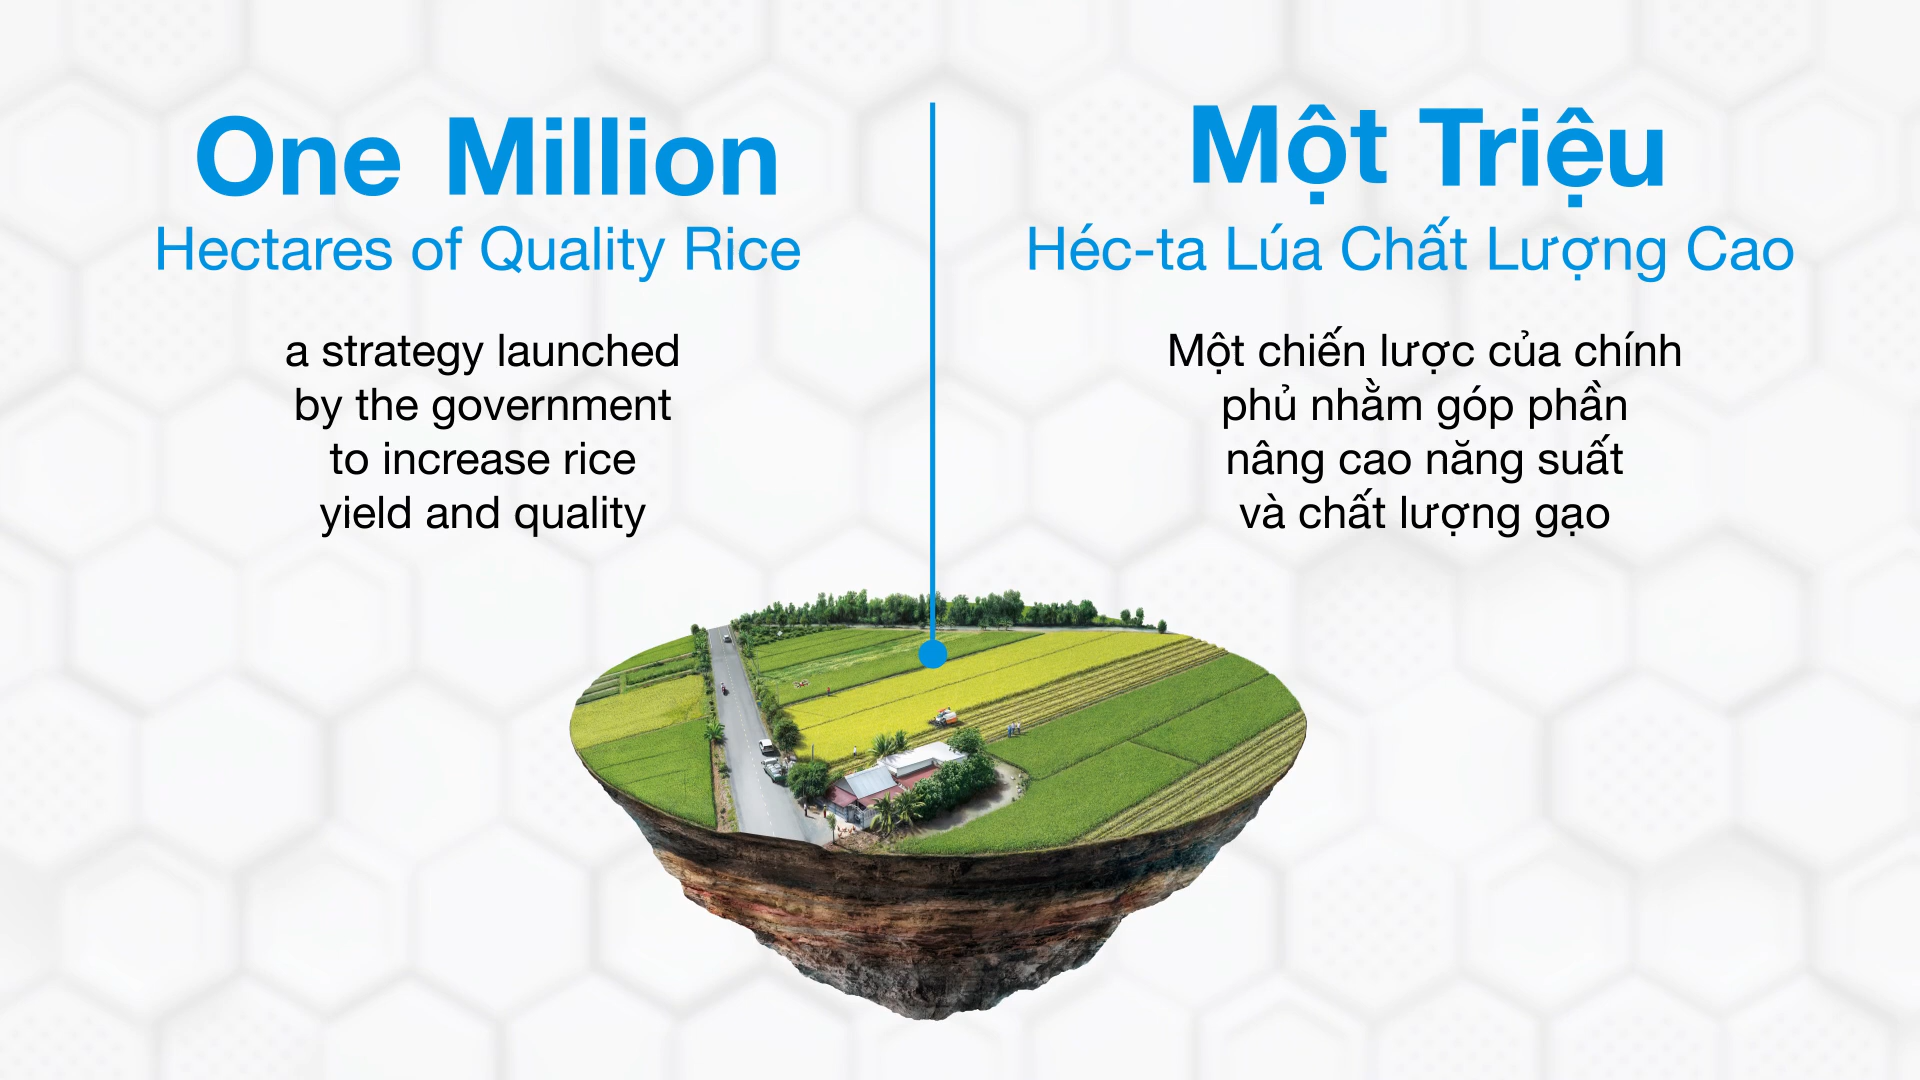 One Million
Hectares of Quality Rice
a strategy launched
by the government
to increase rice
yield and quality
Một Triệu
Héc-ta Lúa Chất Lượng Cao
Một chiến lược của chính
phủ nhằm góp phần
nâng cao năng suất
và chất lượng gạo